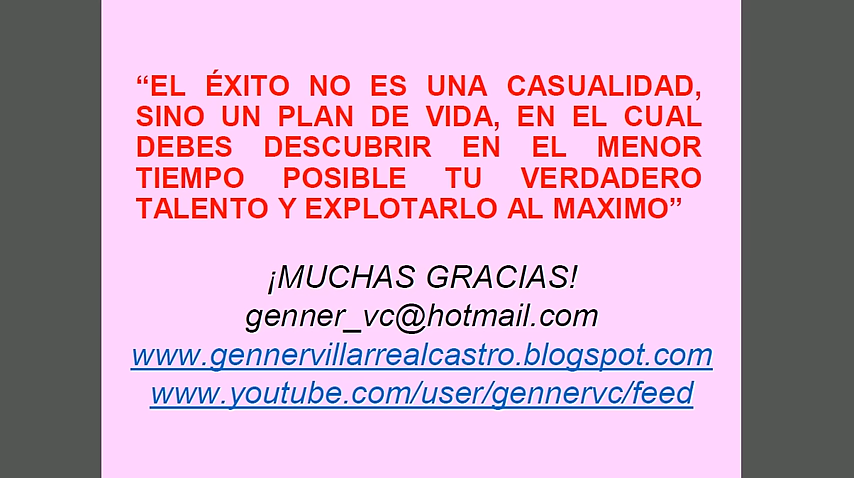 “EL ÉXITO NO ES UNA CASUALIDAD,
SINO UN PLAN DE VIDA, EN EL CUAL
DEBES DESCUBRIR EN EL MENOR
TIEMPO POSIBLE TU VERDADERO
TALENTO Y EXPLOTARLO AL MAXIMO”
¡MUCHAS GRACIAS!
genner_vc@hotmail.com
www.gennervillarrealcastro.blogspot.com
www.youtube.com/user/gennervc/feed